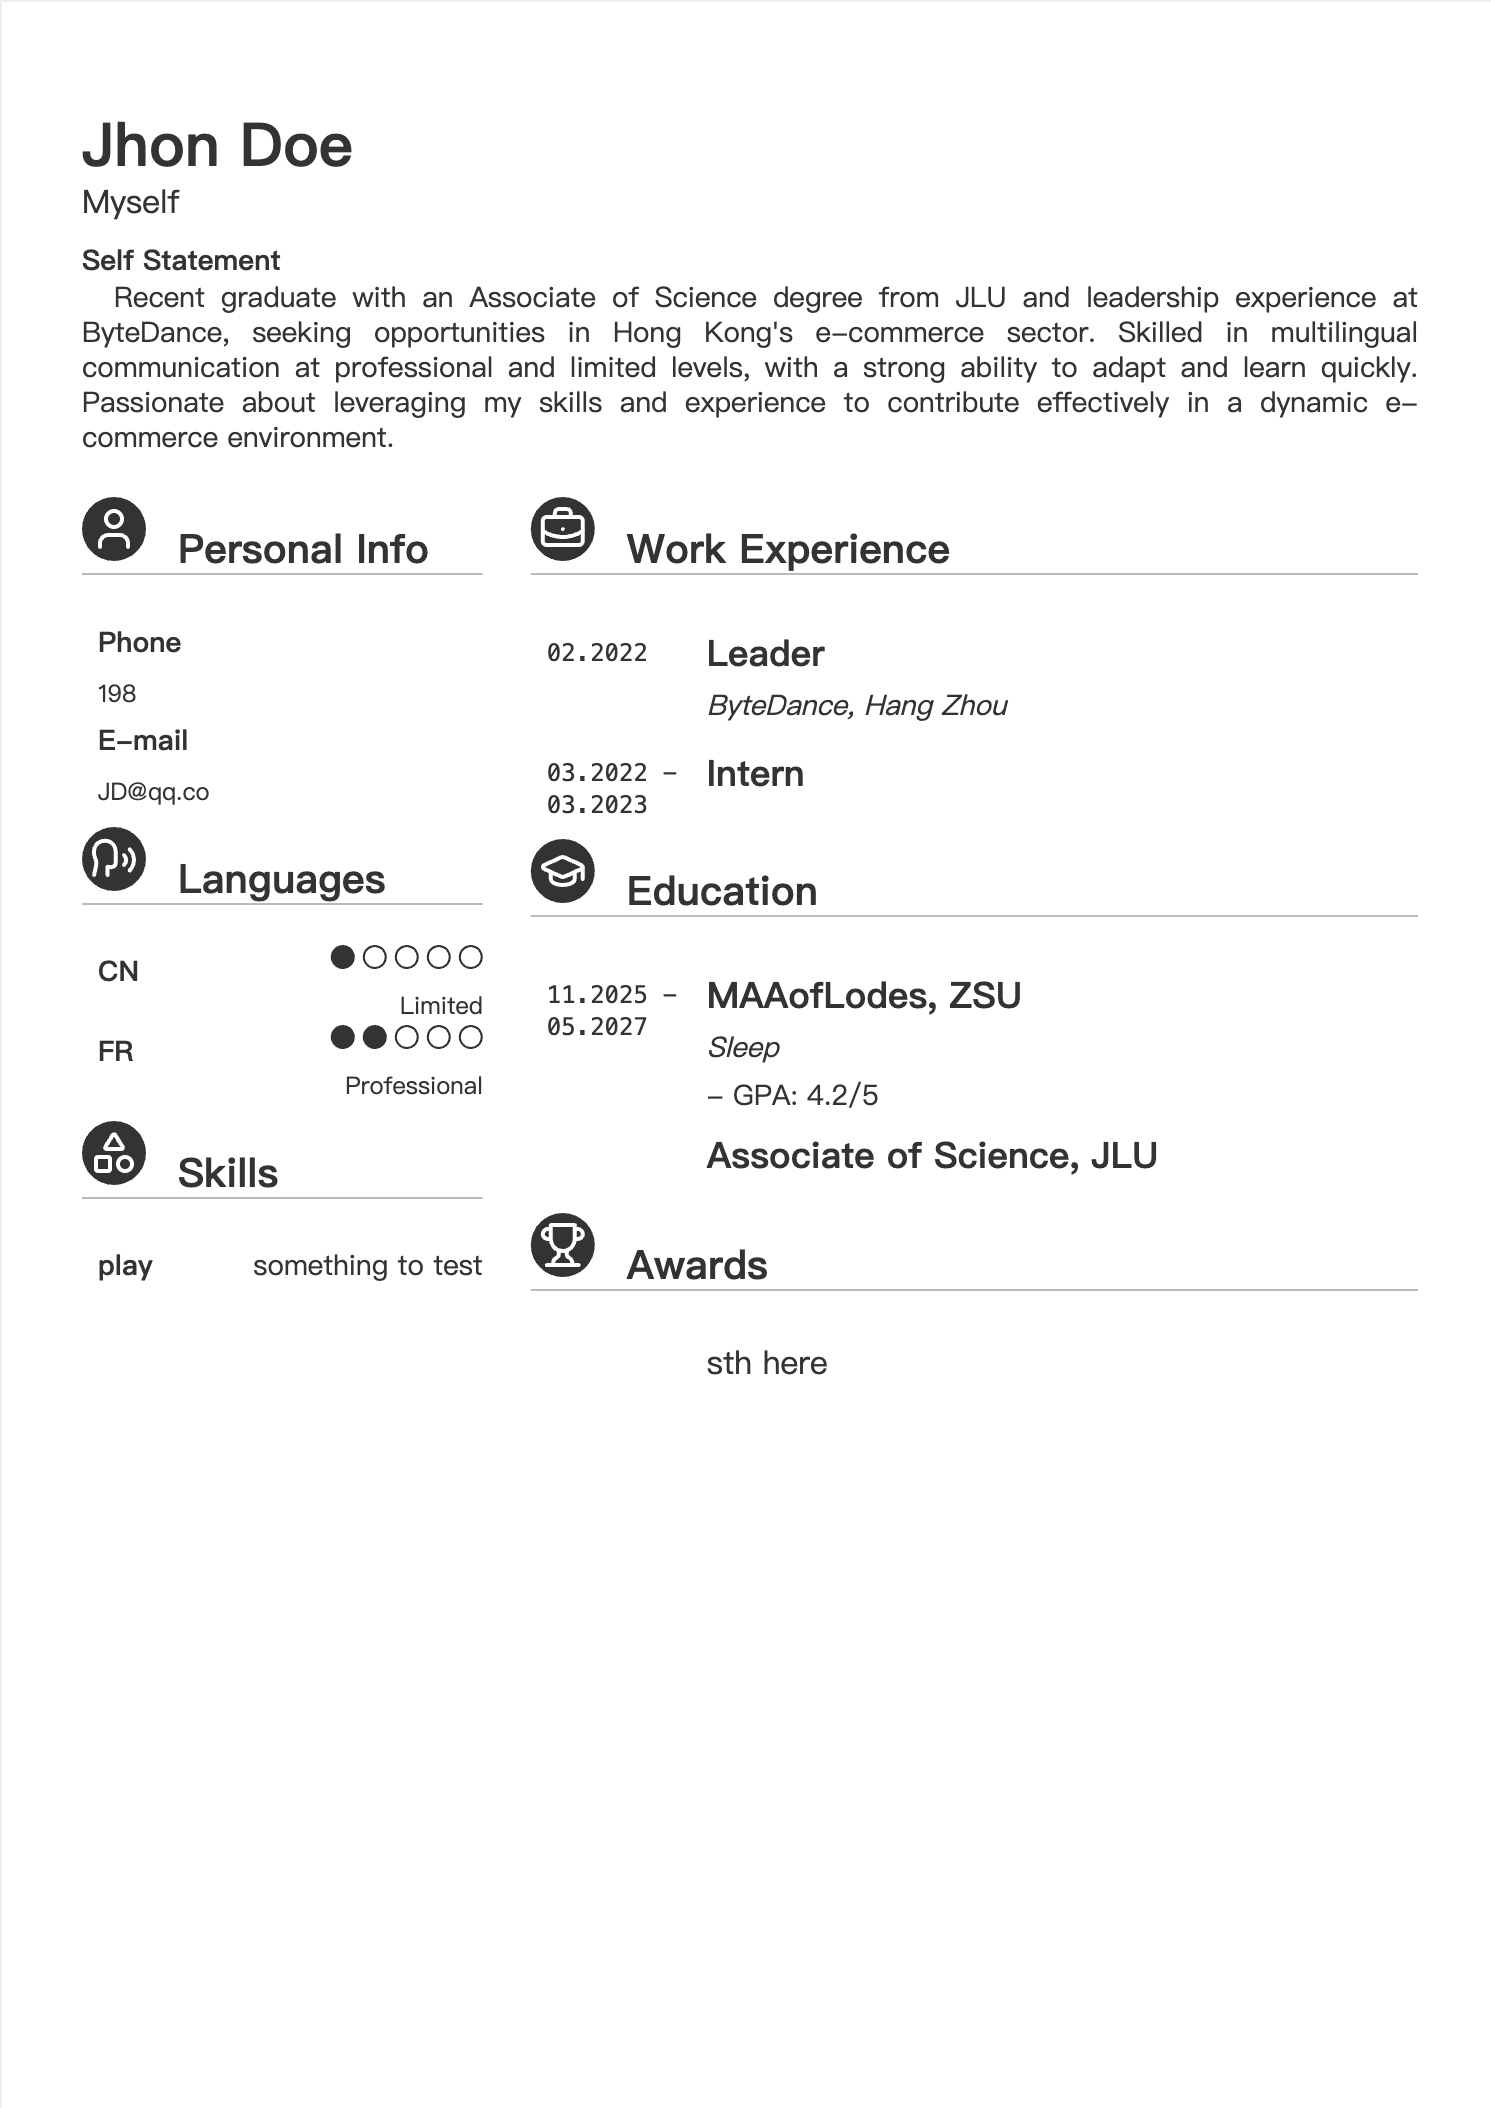 Jhon Doe
Myself
Self Statement
Recent graduate with an Associate of Science degree from JLU and leadership experience at
ByteDance, seeking opportunities in Hong Kong's e-commerce sector. Skilled in multilingual
communication at professional and limited levels, with a strong ability to adapt and learn quickly.
Passionate about leveraging my skills and experience to contribute effectively in a dynamic e-
commerce environment.
Personal Info
Phone
198
E-mail
JD@qq.co
Languages
CN
Limited
FR
Professional
Skills
play something to test
Work Experience
02.2022 Leader
ByteDance, Hang Zhou
03.2022 - Intern
03.2023
Education
11.2025 - MAAofLodes, ZSU
05.2027
Sleep
- GPA: 4.2/5
Associate of Science, JLU
Awards
sth here